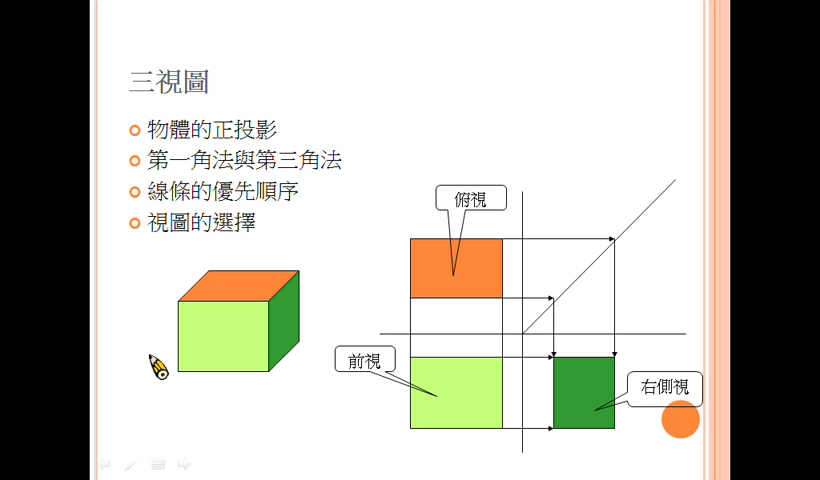 三視圖
物體的正投影
第一角法與第三角法
線條的優先順序
視圖的選擇
俯視
前視
右側視